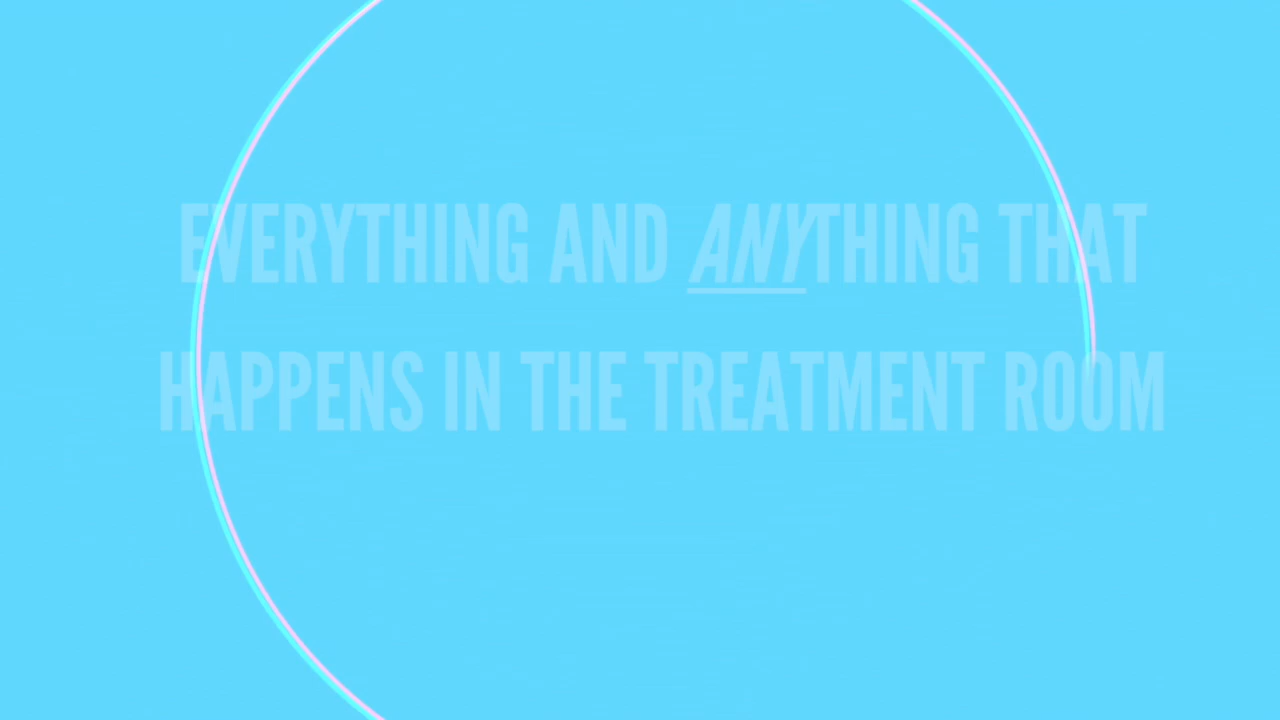 EVERYTHING AND ANYTHING THAT
HAPPENS IN THE TREATMENT ROOM